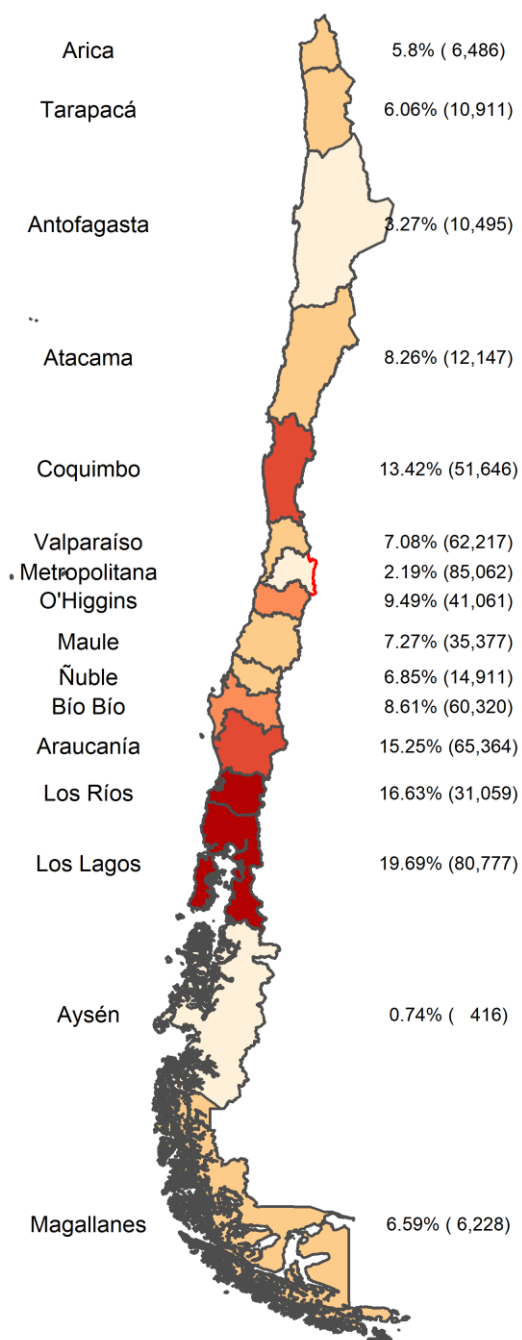 Arica 5.8% ( 6,486)
Tarapacá 6.06% (10,911)
Antofagasta 3.27% (10,495)
Atacama 8.26% (12,147)
Coquimbo 13.42% (51,646)
Valparaíso 7.08% (62,217)
Metropolitana 2.19% (85,062)
O'Higgins 9.49% (41,061)
Maule 7.27% (35,377)
Ñuble 6.85% (14,911)
Bío Bío 8.61% (60,320)
Araucanía 15.25% (65,364)
Los Ríos 16.63% (31,059)
Los Lagos 19.69% (80,777)
Aysén 0.74% ( 416)
Magallanes 6.59% ( 6,228)